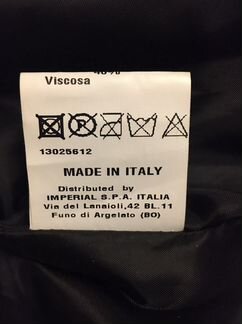 Viscosa
13025612
MADE IN ITALY
Distributed by
IMPERIAL S.P.A. ITALIA
Via del Lanaioli,42 BL.11
Funo di Argelato (BO)